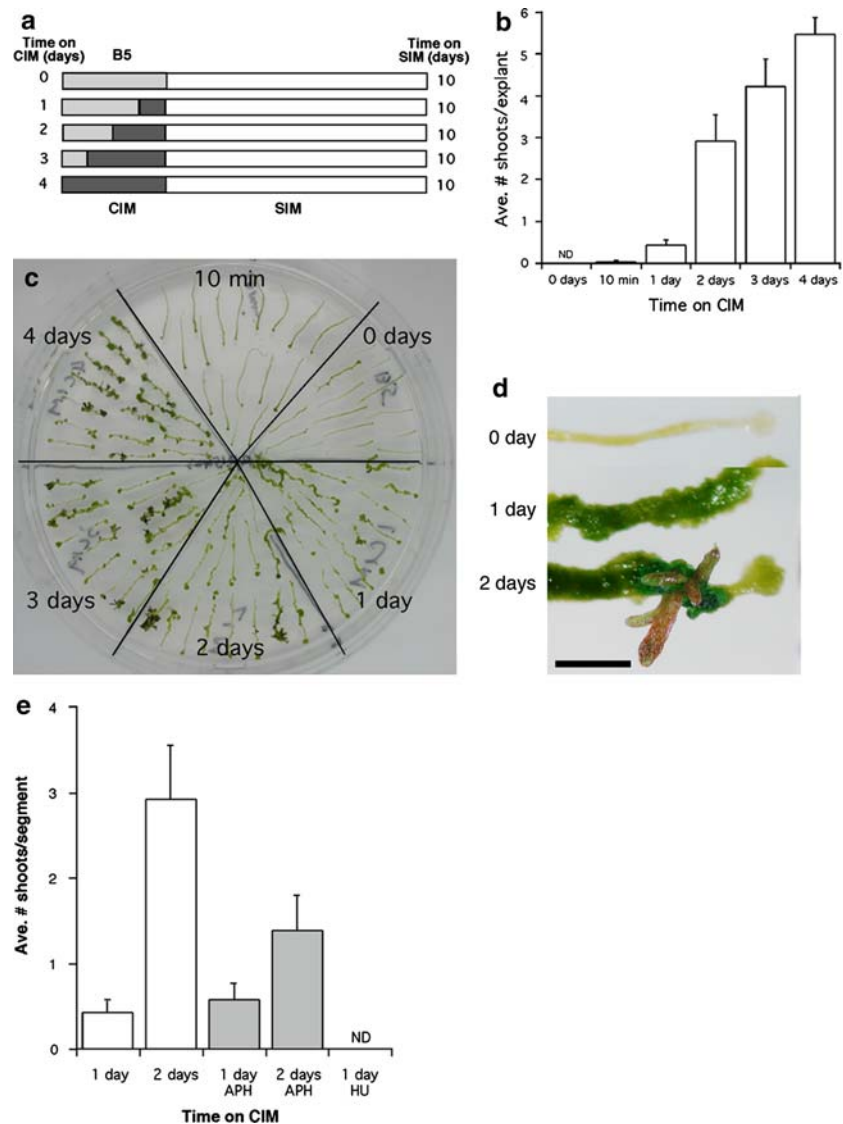 a
Time on CIM (days)
B5
Time on SIM (days)
0
10
1
10
2
10
3
10
4
10
CIM
SIM
b
Ave. # shoots/explant
6
5
4
3
2
1
0
ND
0 days
10 min
1 day
2 days
3 days
4 days
Time on CIM
c
10 min
0 days
4 days
3 days
2 days
1 day
d
0 day
1 day
2 days
e
Ave. # shoots/segment
4
3
2
1
0
ND
1 day
2 days
1 day APH
2 days APH
1 day HU
Time on CIM